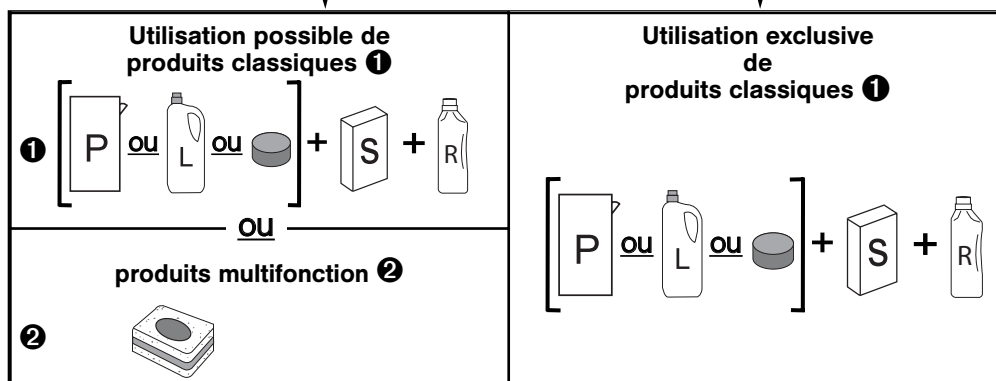 Utilisation possible de
produits classiques ❶
❶ P ou L ou + S + R
ou
produits multifonction ❷
❷
Utilisation exclusive
de
produits classiques ❶
P ou L ou + S + R